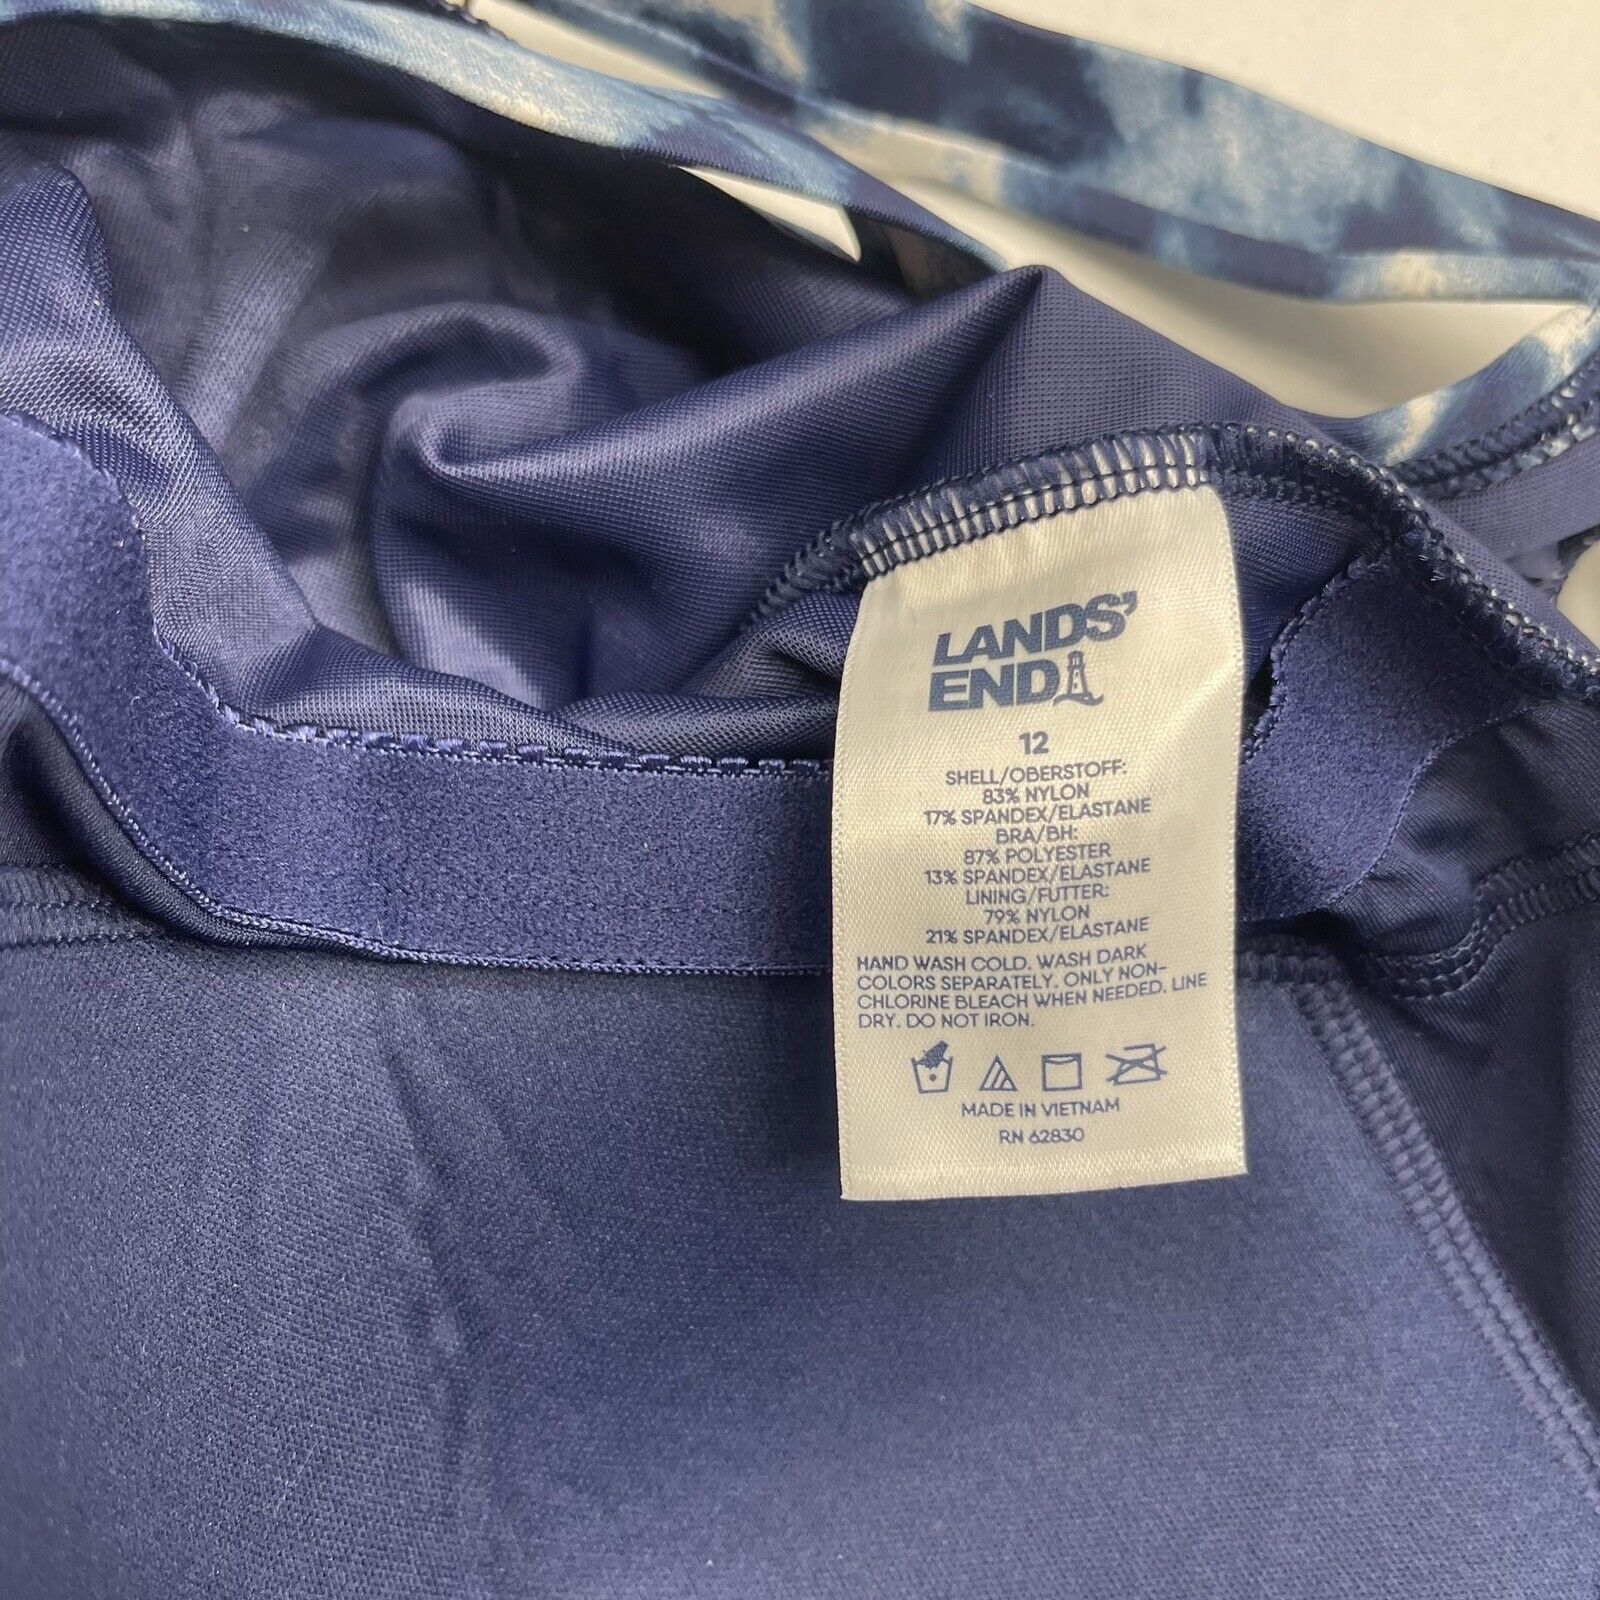 LANDS'
END
12
SHELL/OBERSTOFF:
83% NYLON
17% SPANDEX/ELASTANE
BRA/BH:
87% POLYESTER
13% SPANDEX/ELASTANE
LINING/FUTTER:
79% NYLON
21% SPANDEX/ELASTANE
HAND WASH COLD. WASH DARK
COLORS SEPARATELY. ONLY NON-
CHLORINE BLEACH WHEN NEEDED. LINE
DRY. DO NOT IRON.
MADE IN VIETNAM
RN 62830